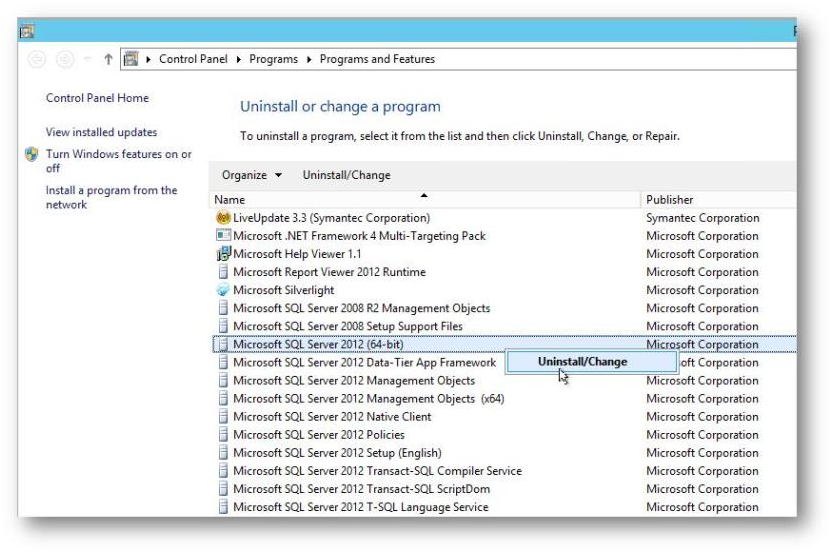 Control Panel ▸ Programs ▸ Programs and Features
Control Panel Home
View installed updates
Turn Windows features on or
off
Install a program from the
network
Uninstall or change a program
To uninstall a program, select it from the list and then click Uninstall, Change, or Repair.
Organize Uninstall/Change
Name Publisher
LiveUpdate 3.3 (Symantec Corporation) Symantec Corporation
Microsoft .NET Framework 4 Multi-Targeting Pack Microsoft Corporation
Microsoft Help Viewer 1.1 Microsoft Corporation
Microsoft Report Viewer 2012 Runtime Microsoft Corporation
Microsoft Silverlight Microsoft Corporation
Microsoft SQL Server 2008 R2 Management Objects Microsoft Corporation
Microsoft SQL Server 2008 Setup Support Files Microsoft Corporation
Microsoft SQL Server 2012 (64-bit) Microsoft Corporation
Microsoft SQL Server 2012 Data-Tier App Framework Uninstall/Change oft Corporation
Microsoft SQL Server 2012 Management Objects Microsoft Corporation
Microsoft SQL Server 2012 Management Objects (x64) Microsoft Corporation
Microsoft SQL Server 2012 Native Client Microsoft Corporation
Microsoft SQL Server 2012 Policies Microsoft Corporation
Microsoft SQL Server 2012 Setup (English) Microsoft Corporation
Microsoft SQL Server 2012 Transact-SQL Compiler Service Microsoft Corporation
Microsoft SQL Server 2012 Transact-SQL ScriptDom Microsoft Corporation
Microsoft SQL Server 2012 T-SQL Language Service Microsoft Corporation